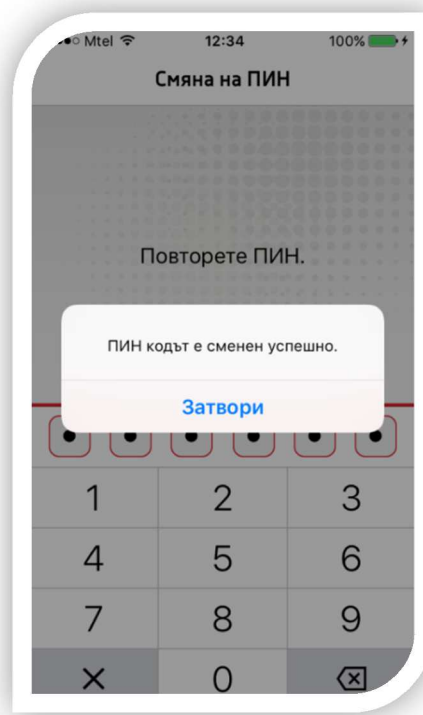 Mtel 12:34 100%
Смяна на ПИН
Повторете ПИН.
ПИН кодът е сменен успешно.
Затвори
1 2 3
4 5 6
7 8 9
0